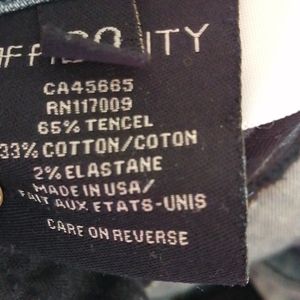 CA45665
RN117009
65% TENCEL
33% COTTON/COTON
2% ELASTANE
MADE IN USA/
FAIT AUX ETATS-UNIS
CARE ON REVERSE